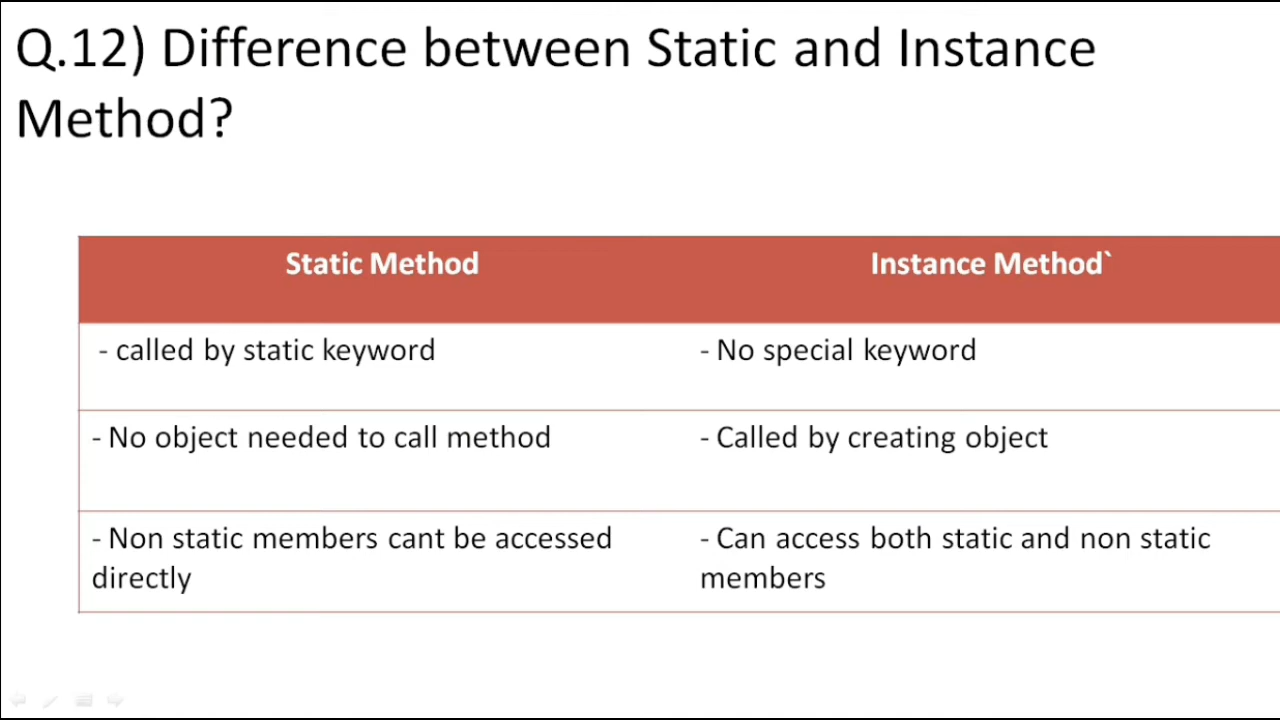 Q.12) Difference between Static and Instance
Method?
Static Method
Instance Method`
- called by static keyword
- No special keyword
- No object needed to call method
- Called by creating object
- Non static members cant be accessed
directly
- Can access both static and non static
members